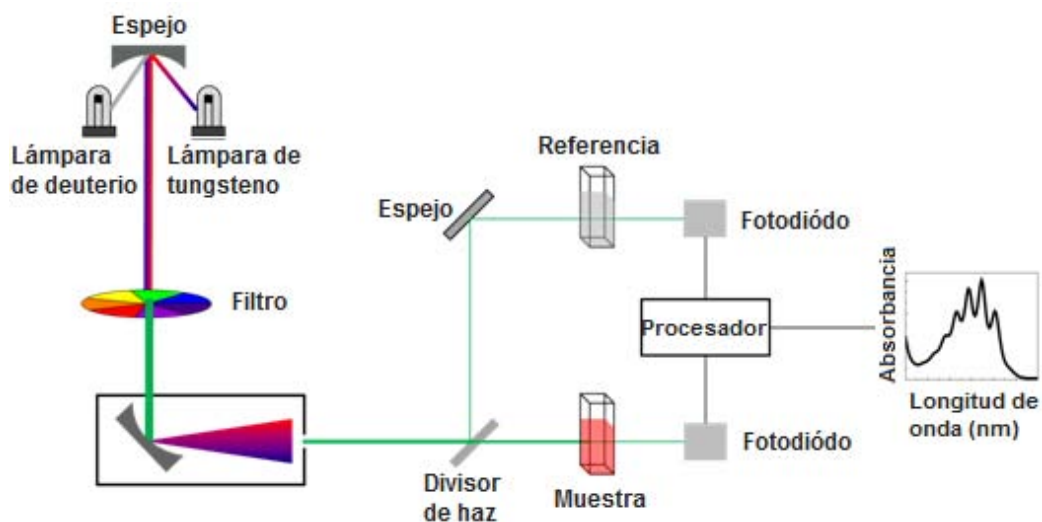 Espejo
Lámpara
de deuterio
Lámpara de
tungsteno
Filtro
Espejo
Referencia
Fotodiódo
Procesador
Absorbancia
Longitud de
onda (nm)
Divisor
de haz
Muestra
Fotodiódo